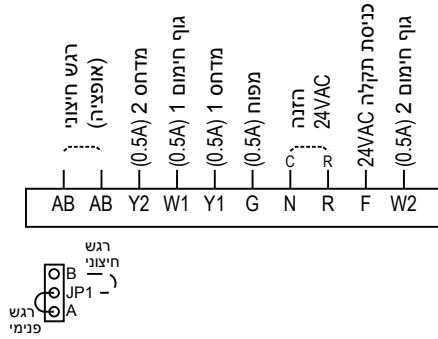 רגש חיצוני
(אופציה)
מדחס 2 (0.5A)
גוף חימום 1 (0.5A)
מדחס 1 (0.5A)
מפוח (0.5A)
הזנה
24VAC
כניסת תקלה 24VAC
גוף חימום 2 (0.5A)
C R
AB AB Y2 W1 Y1 G N R F W2
רגש
חיצוני
B
JP1
A
רגש
פנימי